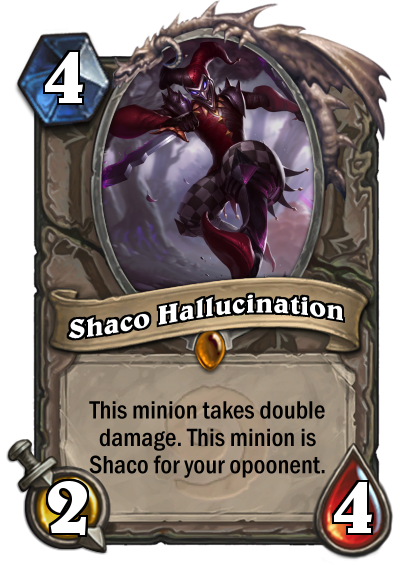 4
Shaco Hallucination
This minion takes double
damage. This minion is
Shaco for your opoonent.
2
4